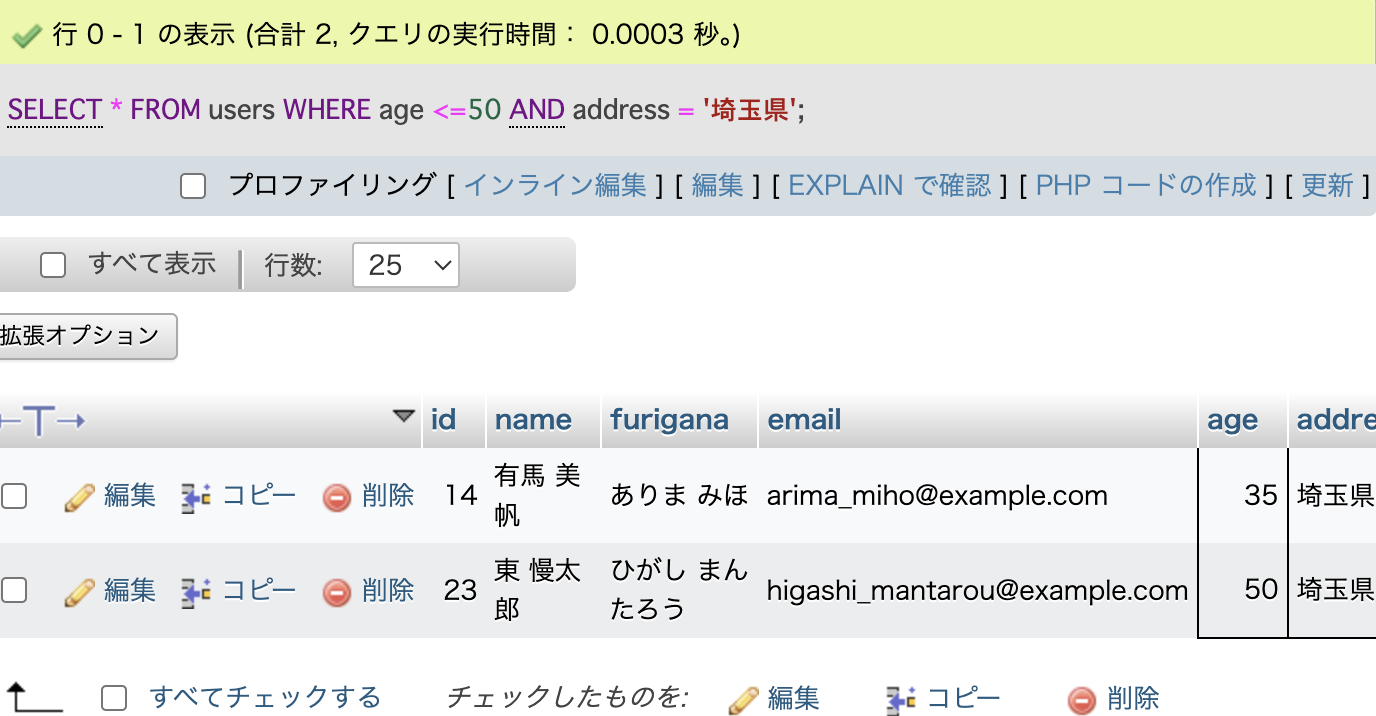 行 0 - 1 の表示 (合計 2, クエリの実行時間： 0.0003 秒。)
SELECT * FROM users WHERE age <=50 AND address = '埼玉県';
プロファイリング [ インライン編集 ] [ 編集 ] [ EXPLAIN で確認 ] [ PHP コードの作成 ] [ 更新 ]
すべて表示 行数: 25
拡張オプション
←T→ id name furigana email age addre
編集 コピー 削除 14 有馬 美帆 ありま みほ arima_miho@example.com 35 埼玉県
編集 コピー 削除 23 東 慢太郎 ひがし まんたろう higashi_mantarou@example.com 50 埼玉県
すべてチェックする チェックしたものを: 編集 コピー 削除